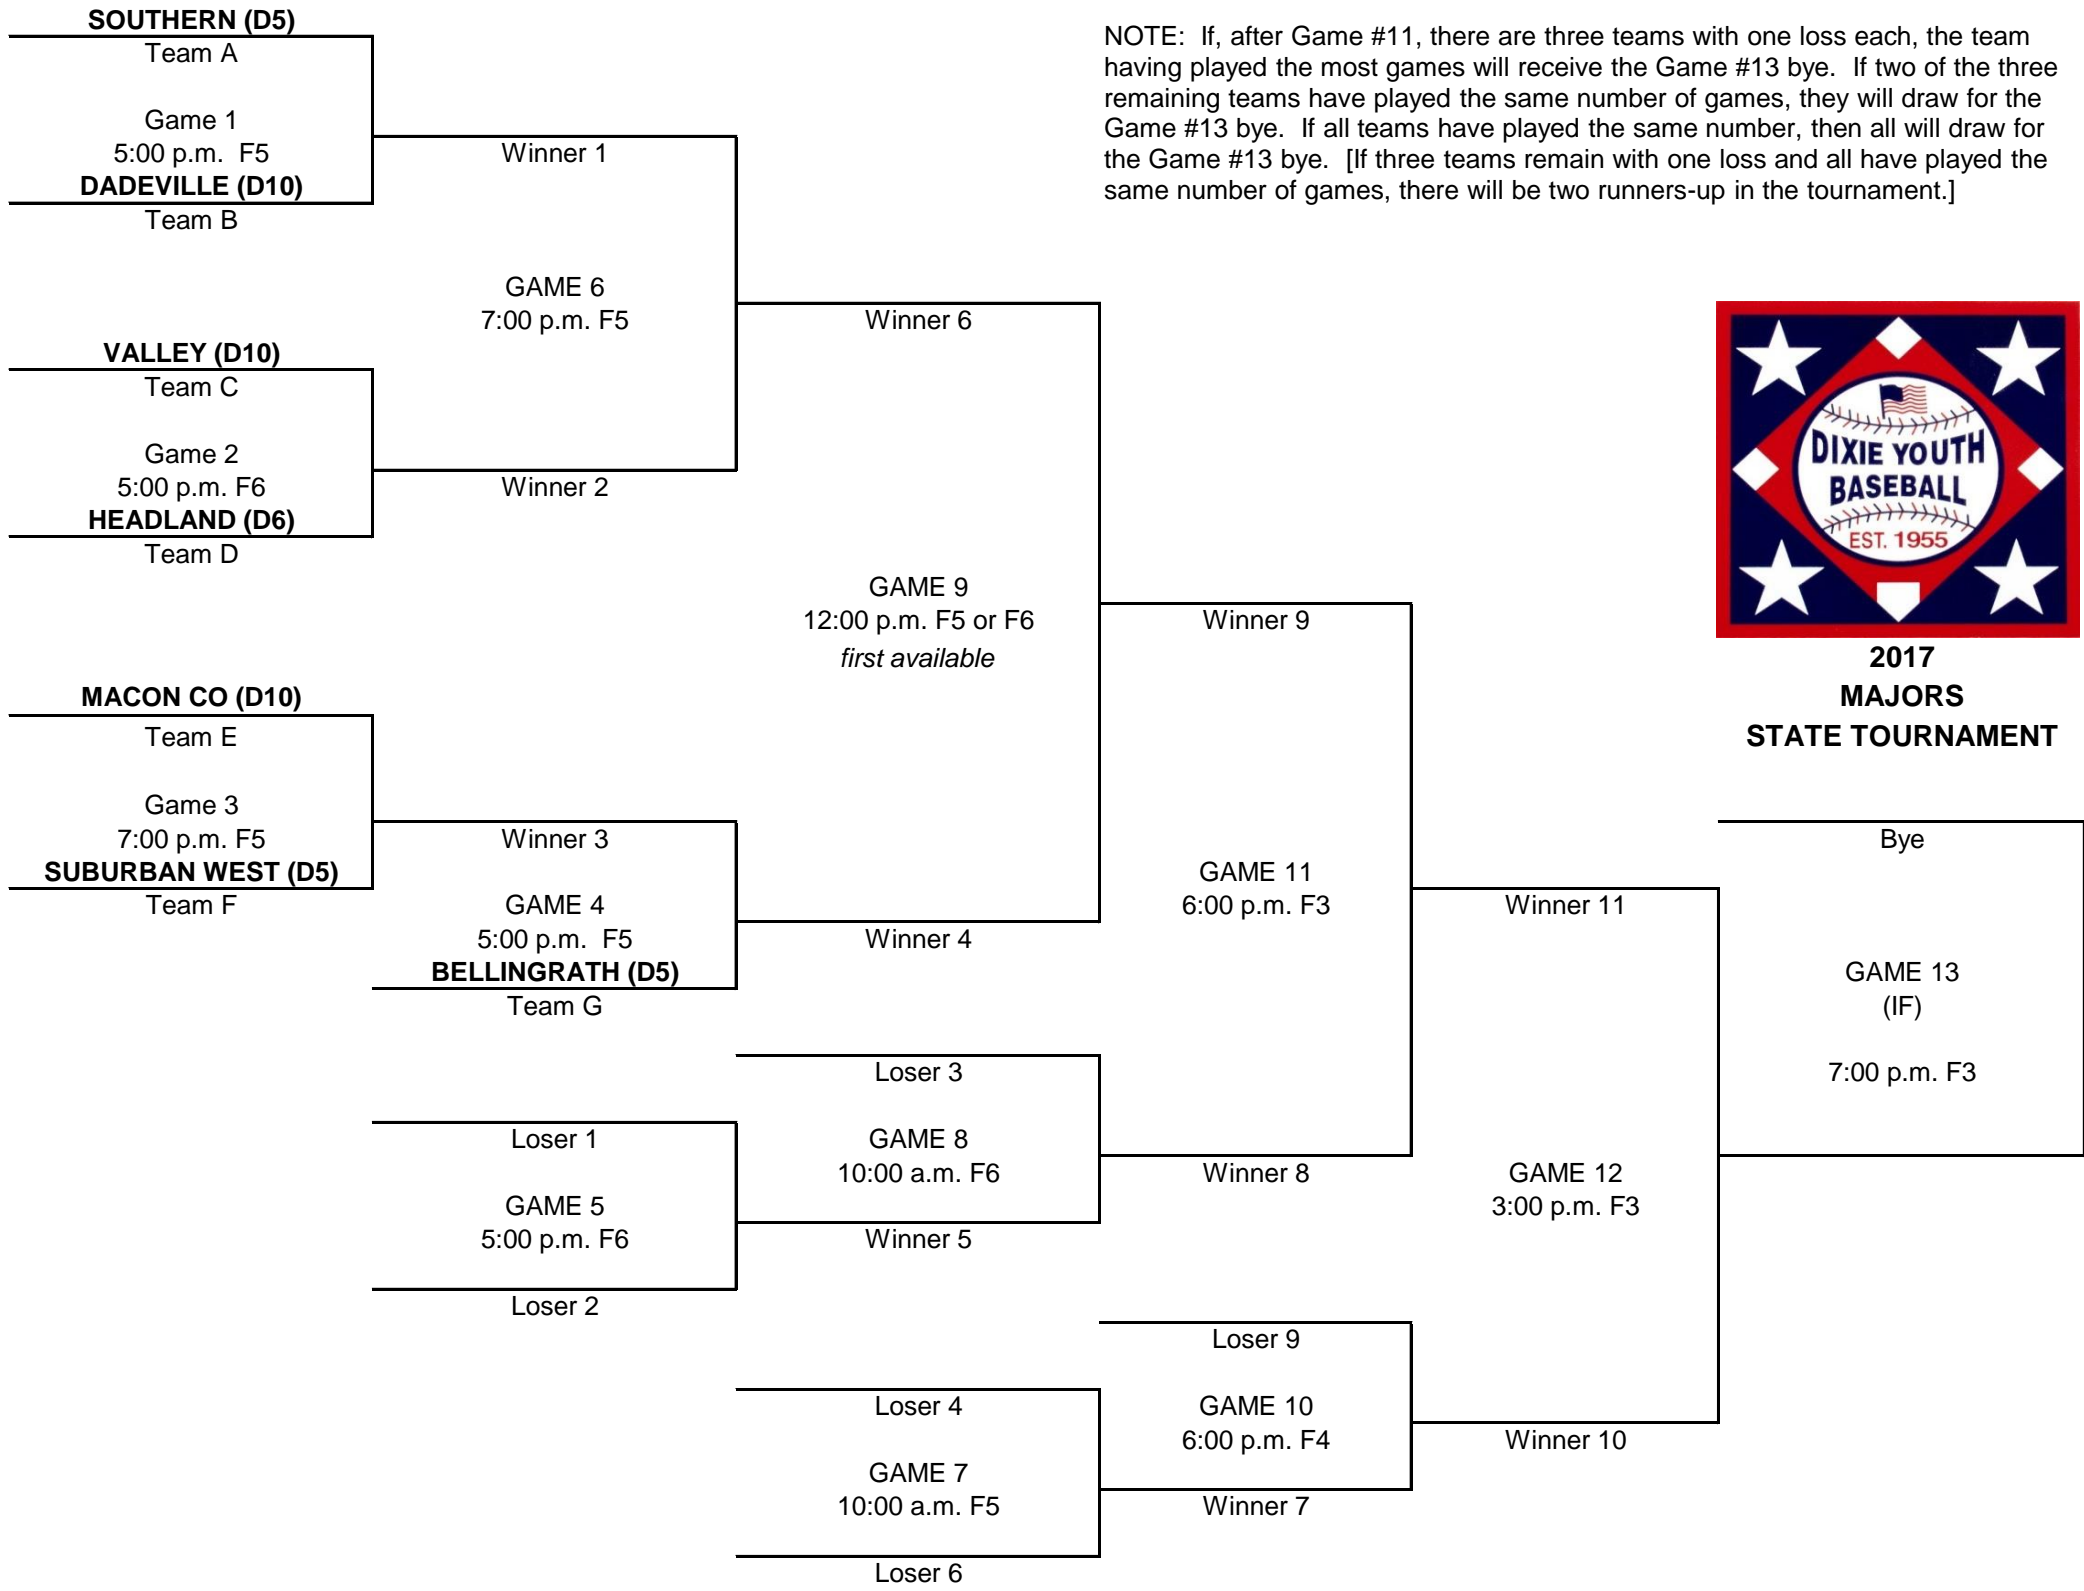 SOUTHERN (D5)
Team A
Game 1
5:00 p.m.  F5
DADEVILLE (D10)
Team B
VALLEY (D10)
Team C
Game 2
5:00 p.m. F6
HEADLAND (D6)
Team D
MACON CO (D10)
Team E
Game 3
7:00 p.m. F5
SUBURBAN WEST (D5)
Team F
Winner 1
GAME 6
7:00 p.m. F5
Winner 2
Winner 3
GAME 4
5:00 p.m.  F5
BELLINGRATH (D5)
Team G
Loser 1
GAME 5
5:00 p.m. F6
Loser 2
Winner 6
GAME 9
12:00 p.m. F5 or F6
first available
Winner 4
Loser 3
GAME 8
10:00 a.m. F6
Winner 5
Loser 4
GAME 7
10:00 a.m. F5
Loser 6
NOTE:  If, after Game #11, there are three teams with one loss each, the team
having played the most games will receive the Game #13 bye.  If two of the three
remaining teams have played the same number of games, they will draw for the
Game #13 bye.  If all teams have played the same number, then all will draw for
the Game #13 bye.  [If three teams remain with one loss and all have played the
same number of games, there will be two runners-up in the tournament.]
Winner 9
GAME 11
6:00 p.m. F3
Winner 8
Loser 9
GAME 10
6:00 p.m. F4
Winner 7
Winner 11
GAME 12
3:00 p.m. F3
Winner 10
DIXIE YOUTH
BASEBALL
EST. 1955
2017
MAJORS
STATE TOURNAMENT
Bye
GAME 13
(IF)
7:00 p.m. F3